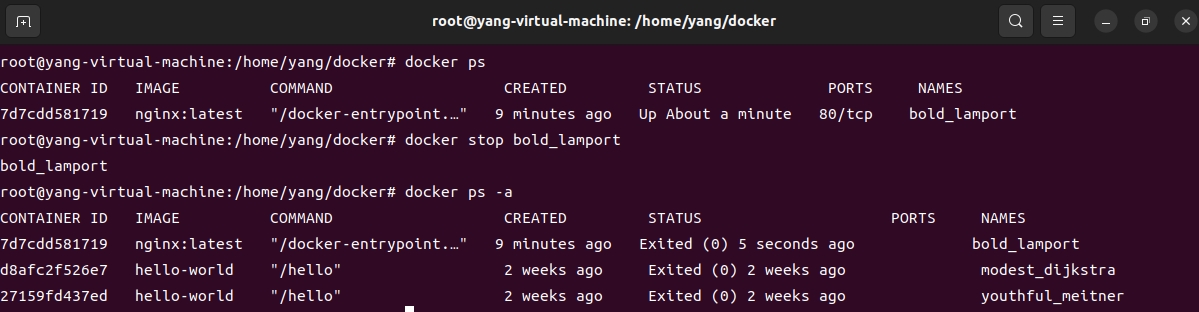 root@yang-virtual-machine: /home/yang/docker
root@yang-virtual-machine:/home/yang/docker# docker ps
CONTAINER ID   IMAGE          COMMAND                  CREATED         STATUS              PORTS     NAMES
7d7cdd581719   nginx:latest   "/docker-entrypoint.…"   9 minutes ago   Up About a minute   80/tcp    bold_lamport
root@yang-virtual-machine:/home/yang/docker# docker stop bold_lamport
bold_lamport
root@yang-virtual-machine:/home/yang/docker# docker ps -a
CONTAINER ID   IMAGE          COMMAND                  CREATED         STATUS                     PORTS     NAMES
7d7cdd581719   nginx:latest   "/docker-entrypoint.…"   9 minutes ago   Exited (0) 5 seconds ago             bold_lamport
d8afc2f526e7   hello-world    "/hello"                 2 weeks ago     Exited (0) 2 weeks ago               modest_dijkstra
27159fd437ed   hello-world    "/hello"                 2 weeks ago     Exited (0) 2 weeks ago               youthful_meitner